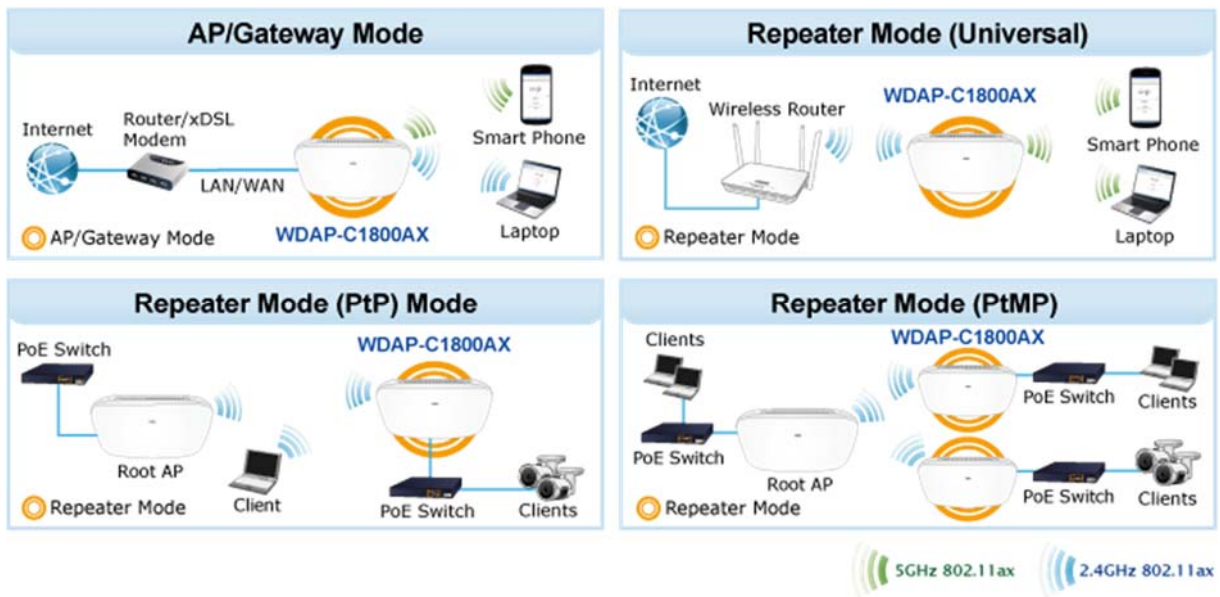 AP/Gateway Mode
Internet
Router/xDSL
Modem
LAN/WAN
Smart Phone
Laptop
WDAP-C1800AX
AP/Gateway Mode
Repeater Mode (Universal)
Internet
Wireless Router
WDAP-C1800AX
Smart Phone
Laptop
Repeater Mode
Repeater Mode (PtP) Mode
PoE Switch
WDAP-C1800AX
Root AP
Client
PoE Switch
Clients
Repeater Mode
Repeater Mode (PtMP)
Clients
WDAP-C1800AX
PoE Switch
Clients
PoE Switch
Root AP
PoE Switch
Clients
Repeater Mode
5GHz 802.11ax
2.4GHz 802.11ax